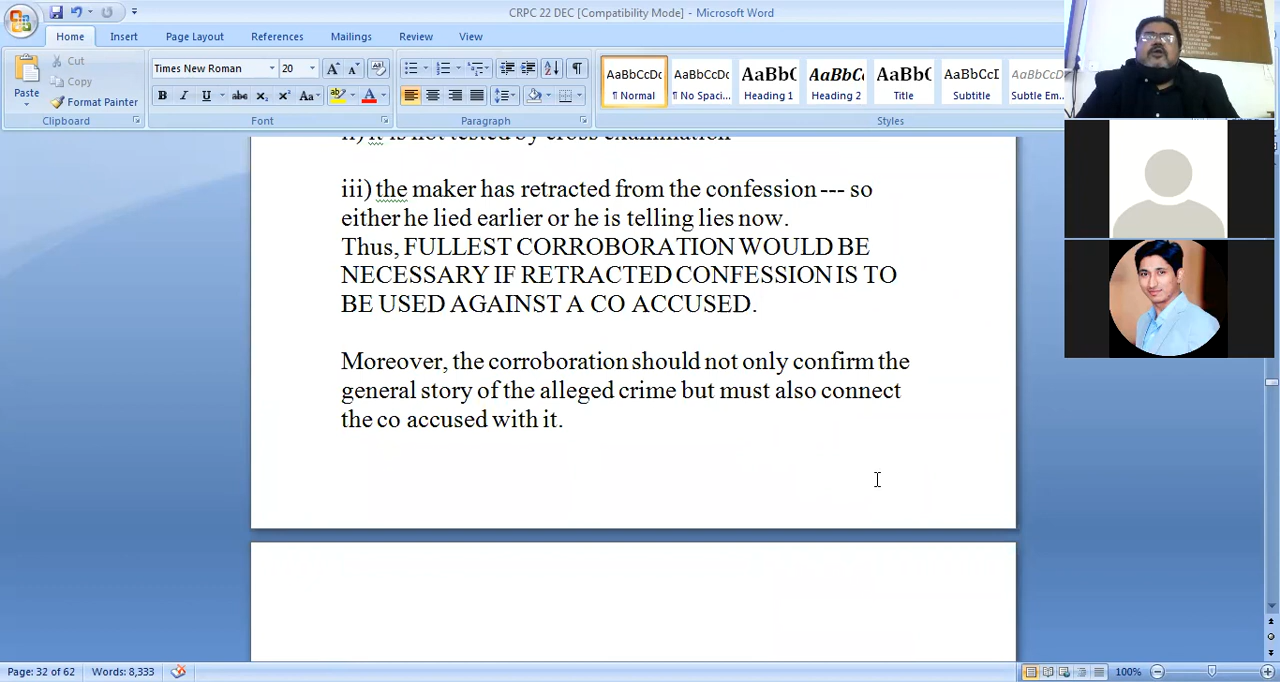 CRPC 22 DEC [Compatibility Mode] - Microsoft Word
Home Insert Page Layout References Mailings Review View
Paste
Cut
Copy
Format Painter
Clipboard
Times New Roman 20
Font
Paragraph
AaBbCcDc AaBbCcDc AaBbC AaBbCc AaBbC AaBbCcI AaBbCcD
¶ Normal ¶ No Spaci... Heading 1 Heading 2 Title Subtitle Subtle Em...
Styles
ii) it is not tested by cross examination
iii) the maker has retracted from the confession --- so
either he lied earlier or he is telling lies now.
Thus, FULLEST CORROBORATION WOULD BE
NECESSARY IF RETRACTED CONFESSION IS TO
BE USED AGAINST A CO ACCUSED.
Moreover, the corroboration should not only confirm the
general story of the alleged crime but must also connect
the co accused with it.
Page: 32 of 62 Words: 8,333 100%